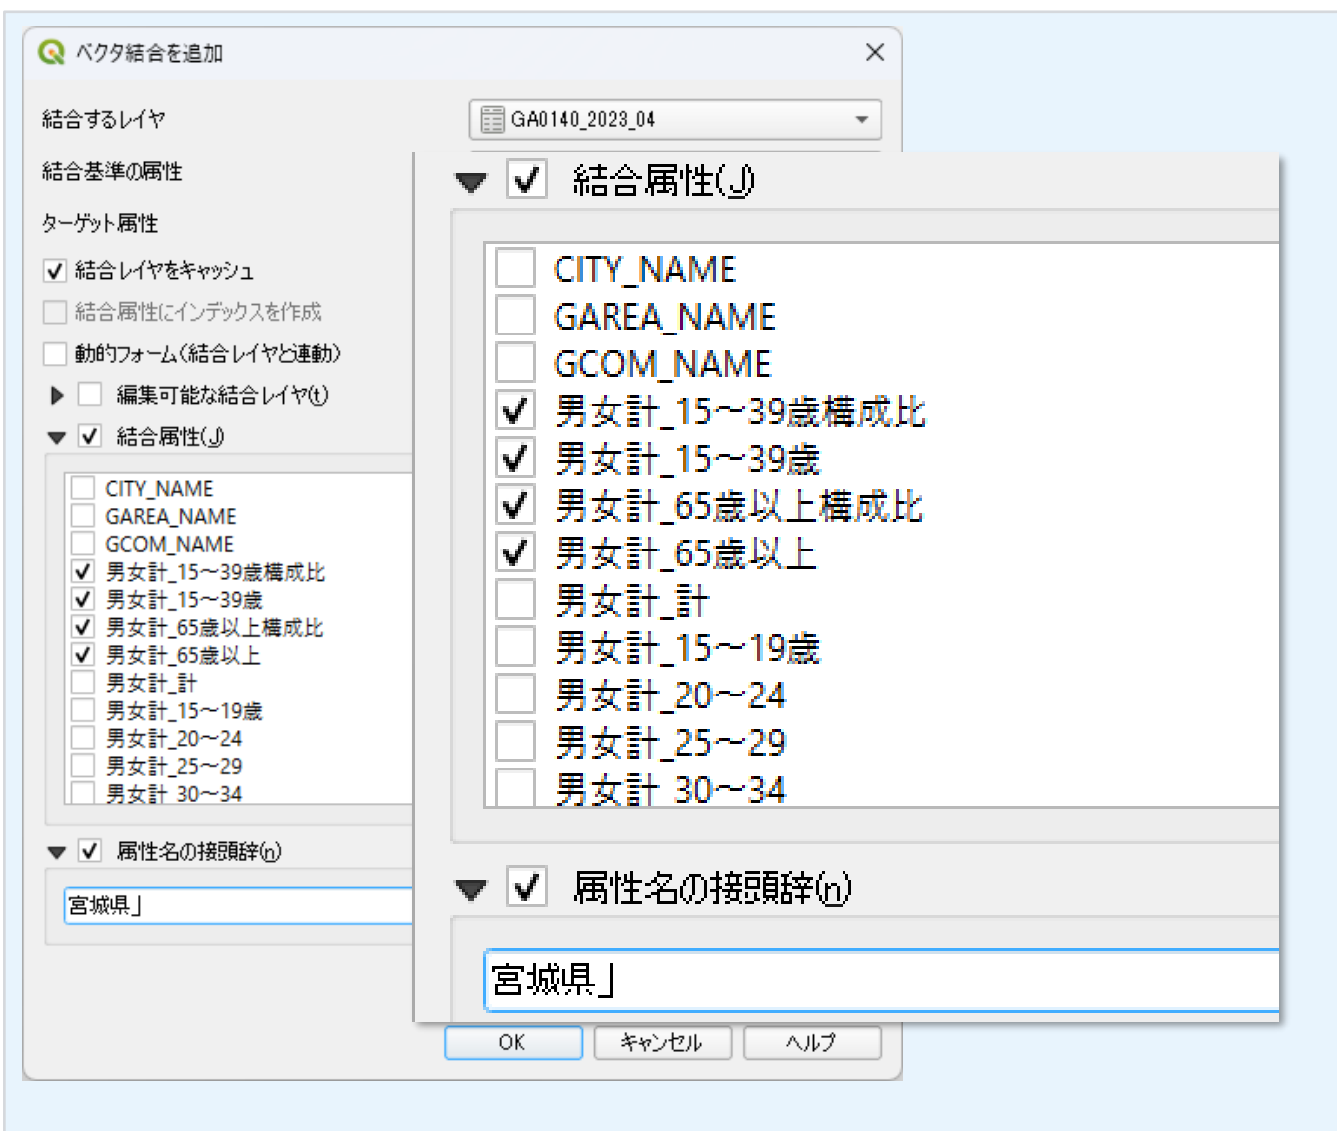 ベクタ結合を追加
結合するレイヤ
GA0140_2023_04
結合基準の属性
ターゲット属性
結合レイヤをキャッシュ
結合属性にインデックスを作成
動的フォーム(結合レイヤと連動)
編集可能な結合レイヤ(t)
結合属性(J)
CITY_NAME
GAREA_NAME
GCOM_NAME
男女計_15～39歳構成比
男女計_15～39歳
男女計_65歳以上構成比
男女計_65歳以上
男女計_計
男女計_15～19歳
男女計_20～24
男女計_25～29
男女計_30～34
属性名の接頭辞(n)
宮城県」
結合属性(J)
CITY_NAME
GAREA_NAME
GCOM_NAME
男女計_15～39歳構成比
男女計_15～39歳
男女計_65歳以上構成比
男女計_65歳以上
男女計_計
男女計_15～19歳
男女計_20～24
男女計_25～29
男女計_30～34
属性名の接頭辞(n)
宮城県」
OK
キャンセル
ヘルプ